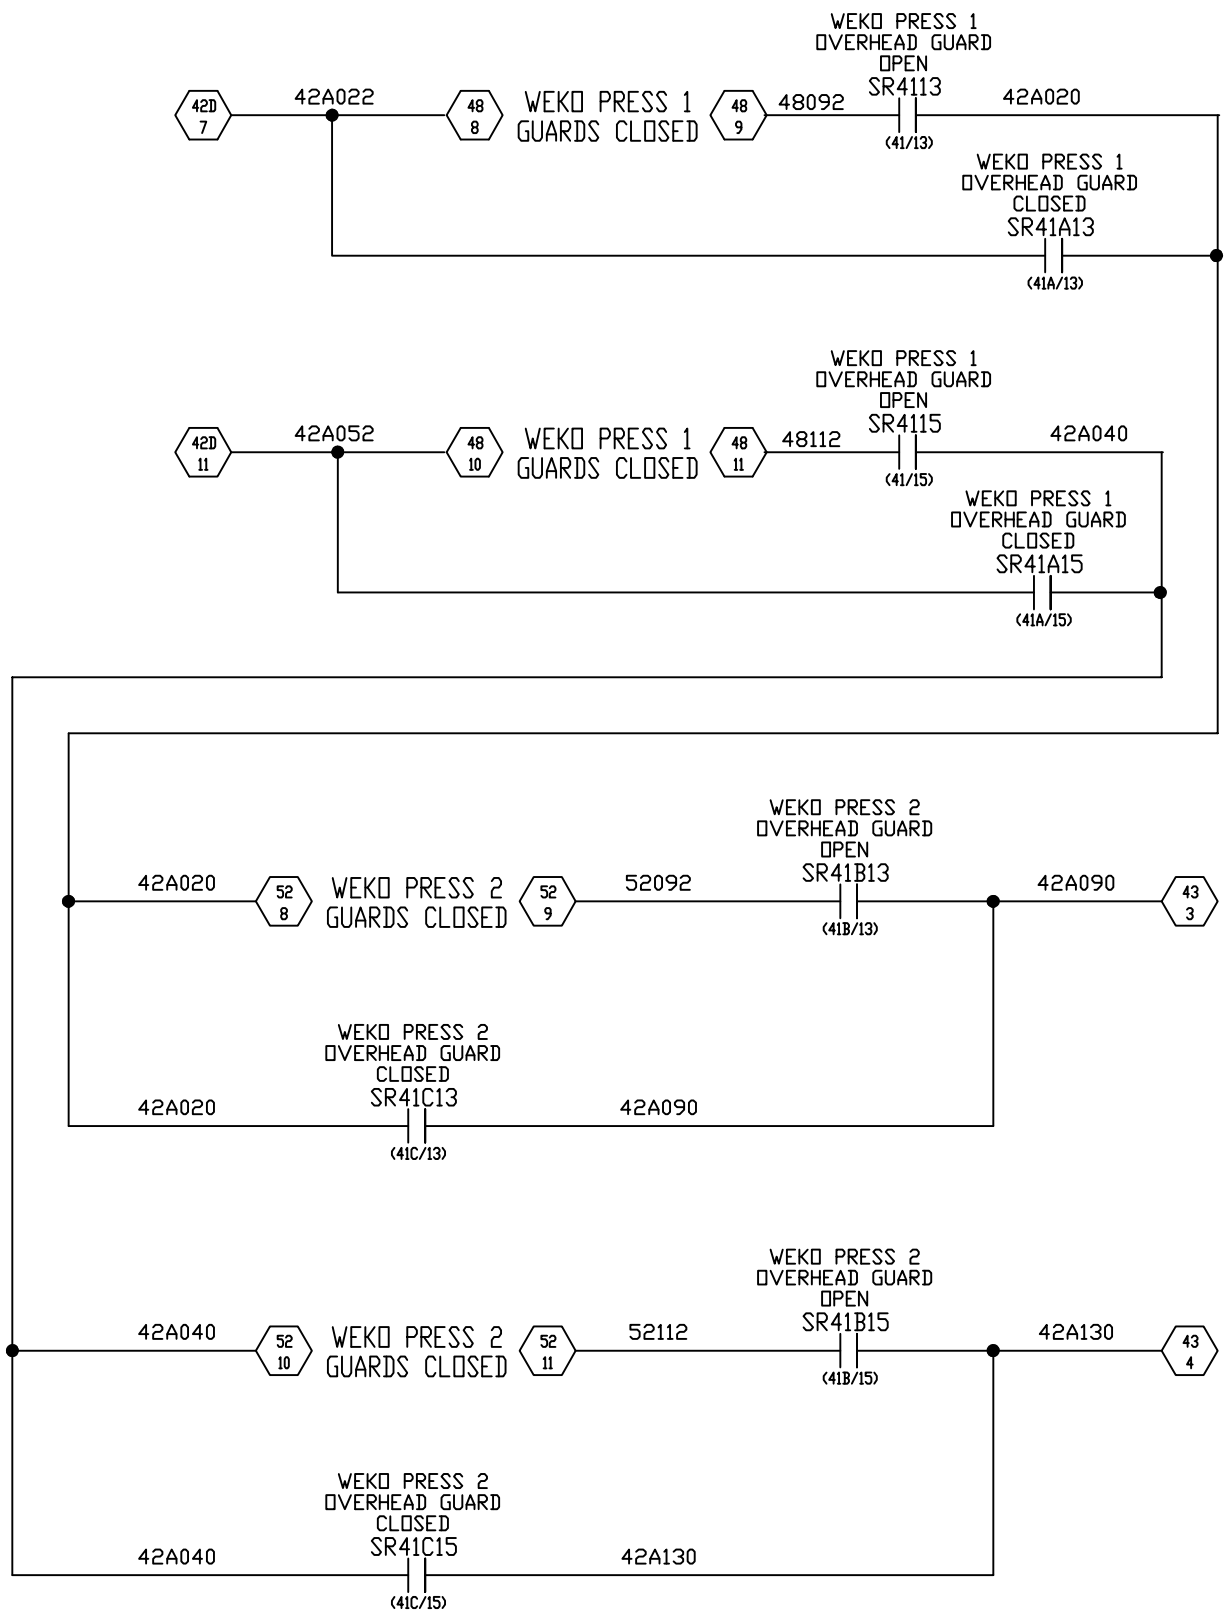 WEKO PRESS 1
OVERHEAD GUARD
OPEN
SR4113
42D
7
42A022
48
8
WEKO PRESS 1
GUARDS CLOSED
48
9
48092
(41/13)
42A020
WEKO PRESS 1
OVERHEAD GUARD
CLOSED
SR41A13
(41A/13)
WEKO PRESS 1
OVERHEAD GUARD
OPEN
SR4115
42D
11
42A052
48
10
WEKO PRESS 1
GUARDS CLOSED
48
11
48112
(41/15)
42A040
WEKO PRESS 1
OVERHEAD GUARD
CLOSED
SR41A15
(41A/15)
WEKO PRESS 2
OVERHEAD GUARD
OPEN
SR41B13
42A020
52
8
WEKO PRESS 2
GUARDS CLOSED
52
9
52092
(41B/13)
42A090
43
3
WEKO PRESS 2
OVERHEAD GUARD
CLOSED
SR41C13
42A020
(41C/13)
42A090
WEKO PRESS 2
OVERHEAD GUARD
OPEN
SR41B15
42A040
52
10
WEKO PRESS 2
GUARDS CLOSED
52
11
52112
(41B/15)
42A130
43
4
WEKO PRESS 2
OVERHEAD GUARD
CLOSED
SR41C15
42A040
(41C/15)
42A130